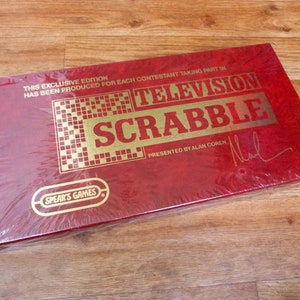 THIS EXCLUSIVE EDITION
HAS BEEN PRODUCED FOR EACH CONTESTANT TAKING PART IN
TELEVISION
SCRABBLE
PRESENTED BY ALAN COREN
SPEAR'S GAMES